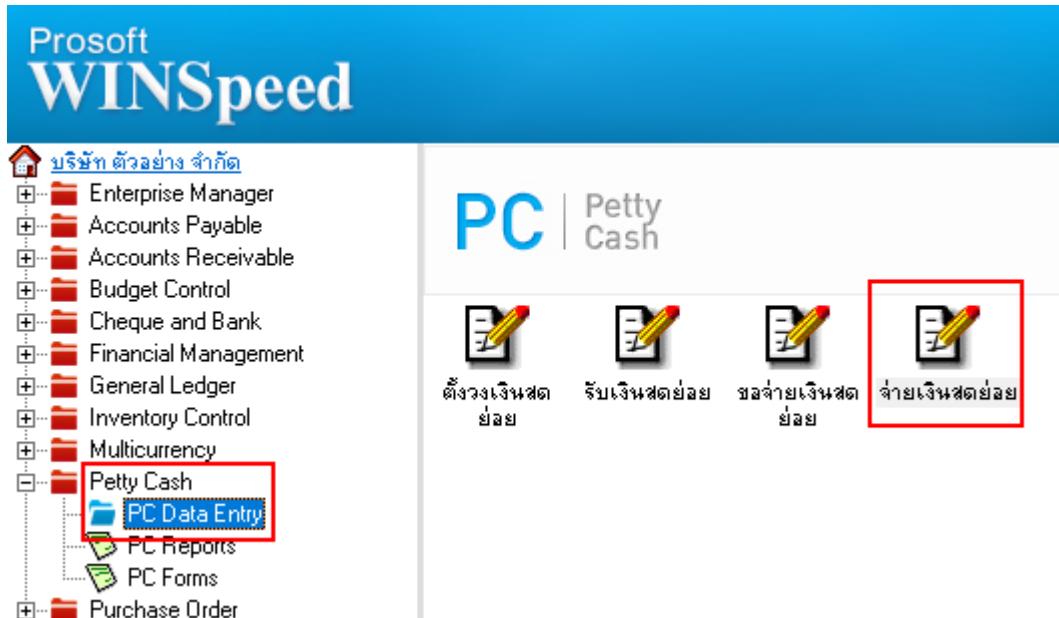 Prosoft
WINSpeed
บริษัท ตัวอย่าง จำกัด
Enterprise Manager
Accounts Payable
Accounts Receivable
Budget Control
Cheque and Bank
Financial Management
General Ledger
Inventory Control
Multicurrency
Petty Cash
PC Data Entry
PC Reports
PC Forms
Purchase Order
PC
Petty
Cash
ตั้งวงเงินสด
ย่อย
รับเงินสดย่อย
ขอจ่ายเงินสด
ย่อย
จ่ายเงินสดย่อย